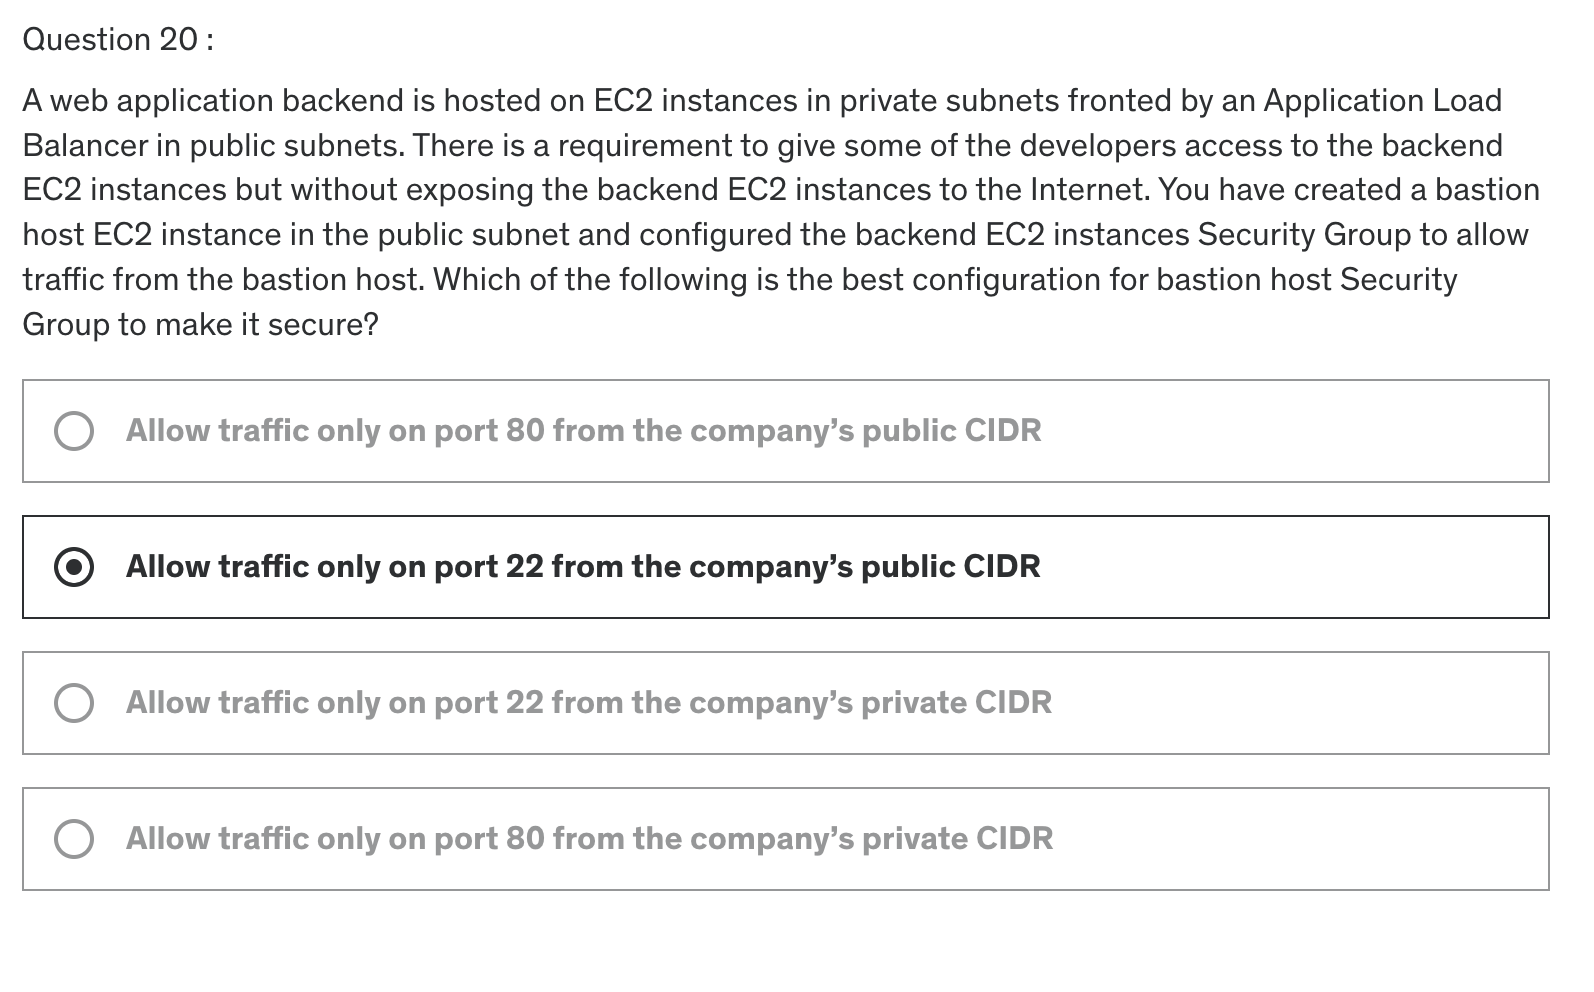 Question 20 :
A web application backend is hosted on EC2 instances in private subnets fronted by an Application Load
Balancer in public subnets. There is a requirement to give some of the developers access to the backend
EC2 instances but without exposing the backend EC2 instances to the Internet. You have created a bastion
host EC2 instance in the public subnet and configured the backend EC2 instances Security Group to allow
traffic from the bastion host. Which of the following is the best configuration for bastion host Security
Group to make it secure?
Allow traffic only on port 80 from the company’s public CIDR
Allow traffic only on port 22 from the company’s public CIDR
Allow traffic only on port 22 from the company’s private CIDR
Allow traffic only on port 80 from the company’s private CIDR